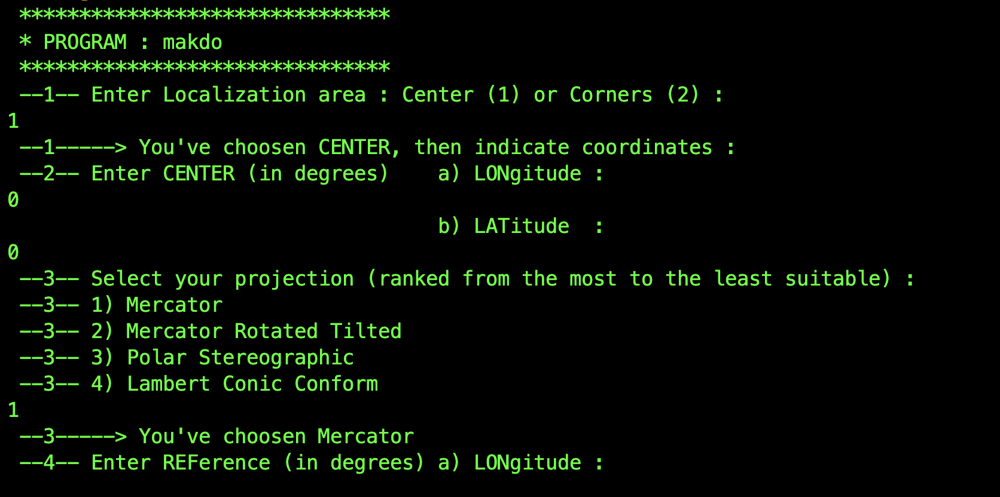 *******************************
* PROGRAM : makdo
*******************************
--1-- Enter Localization area : Center (1) or Corners (2) :
1
--1-----> You've choosen CENTER, then indicate coordinates :
--2-- Enter CENTER (in degrees)    a) LONgitude :
0
b) LATitude  :
0
--3-- Select your projection (ranked from the most to the least suitable) :
--3-- 1) Mercator
--3-- 2) Mercator Rotated Tilted
--3-- 3) Polar Stereographic
--3-- 4) Lambert Conic Conform
1
--3-----> You've choosen Mercator
--4-- Enter REFerence (in degrees) a) LONgitude :